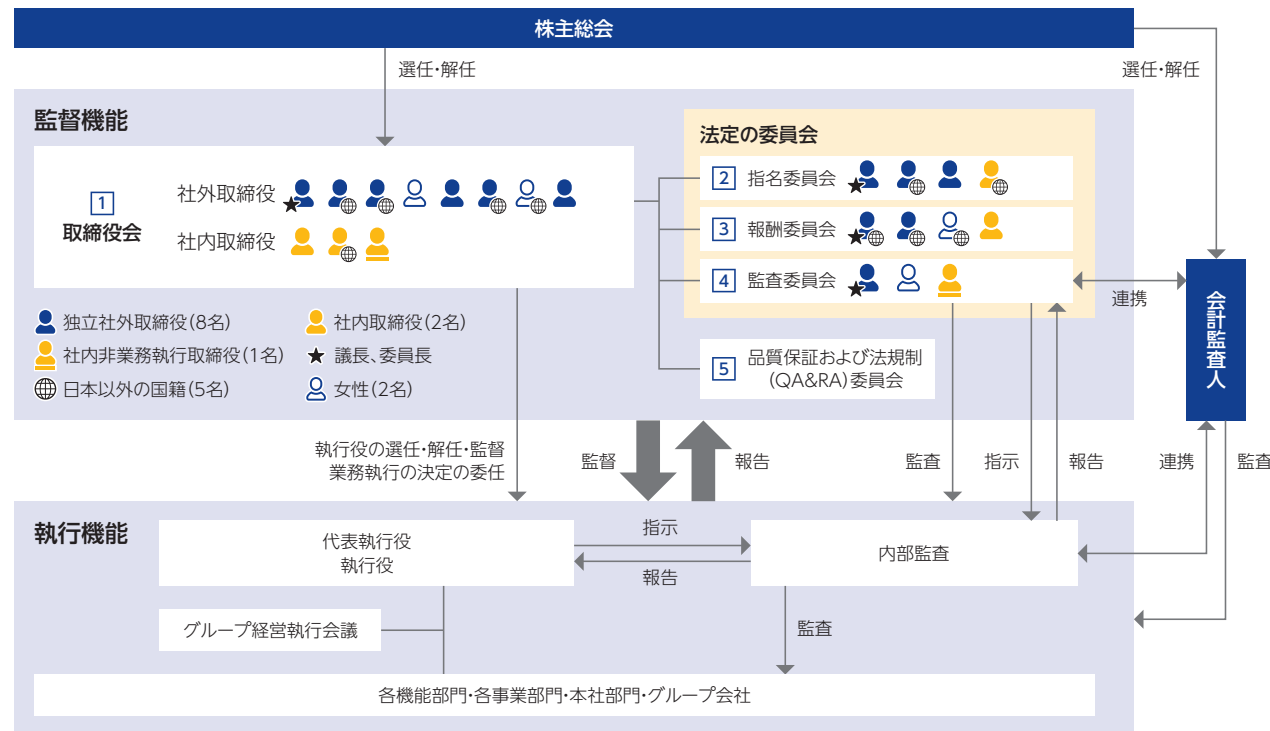 株主総会
選任・解任
選任・解任
監督機能
1
取締役会
社外取締役
社内取締役
独立社外取締役(8名)
社内取締役(2名)
社内非業務執行取締役(1名)
議長、委員長
日本以外の国籍(5名)
女性(2名)
法定の委員会
2 指名委員会
3 報酬委員会
4 監査委員会
5 品質保証および法規制
(QA&RA)委員会
連携
会計監査人
執行役の選任・解任・監督
業務執行の決定の委任
監督
報告
監査
指示
報告
連携
監査
執行機能
代表執行役
執行役
指示
報告
内部監査
グループ経営執行会議
監査
各機能部門・各事業部門・本社部門・グループ会社